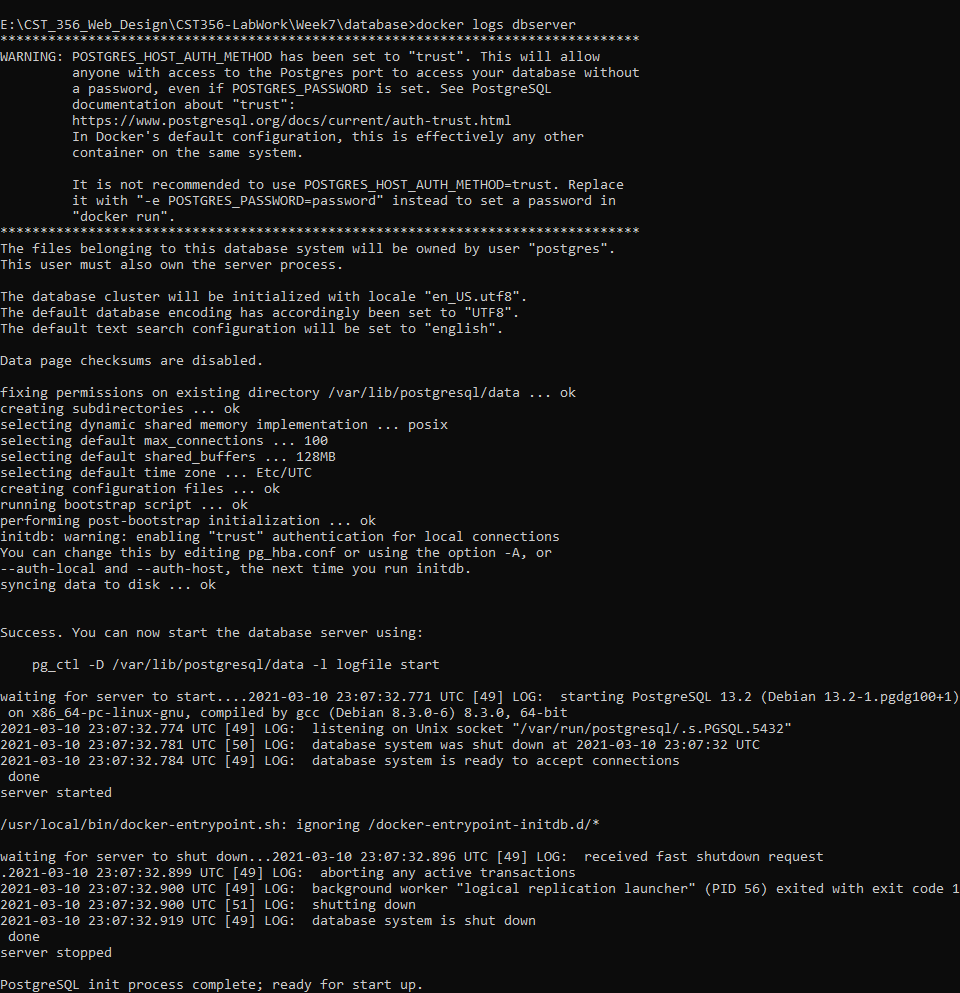 E:\CST_356_Web_Design\CST356-LabWork\Week7\database>docker logs dbserver
********************************************************************************
WARNING: POSTGRES_HOST_AUTH_METHOD has been set to "trust". This will allow
         anyone with access to the Postgres port to access your database without
         a password, even if POSTGRES_PASSWORD is set. See PostgreSQL
         documentation about "trust":
         https://www.postgresql.org/docs/current/auth-trust.html
         In Docker's default configuration, this is effectively any other
         container on the same system.

         It is not recommended to use POSTGRES_HOST_AUTH_METHOD=trust. Replace
         it with "-e POSTGRES_PASSWORD=password" instead to set a password in
         "docker run".
********************************************************************************
The files belonging to this database system will be owned by user "postgres".
This user must also own the server process.

The database cluster will be initialized with locale "en_US.utf8".
The default database encoding has accordingly been set to "UTF8".
The default text search configuration will be set to "english".

Data page checksums are disabled.

fixing permissions on existing directory /var/lib/postgresql/data ... ok
creating subdirectories ... ok
selecting dynamic shared memory implementation ... posix
selecting default max_connections ... 100
selecting default shared_buffers ... 128MB
selecting default time zone ... Etc/UTC
creating configuration files ... ok
running bootstrap script ... ok
performing post-bootstrap initialization ... ok
initdb: warning: enabling "trust" authentication for local connections
You can change this by editing pg_hba.conf or using the option -A, or
--auth-local and --auth-host, the next time you run initdb.
syncing data to disk ... ok


Success. You can now start the database server using:

    pg_ctl -D /var/lib/postgresql/data -l logfile start

waiting for server to start....2021-03-10 23:07:32.771 UTC [49] LOG:  starting PostgreSQL 13.2 (Debian 13.2-1.pgdg100+1)
 on x86_64-pc-linux-gnu, compiled by gcc (Debian 8.3.0-6) 8.3.0, 64-bit
2021-03-10 23:07:32.774 UTC [49] LOG:  listening on Unix socket "/var/run/postgresql/.s.PGSQL.5432"
2021-03-10 23:07:32.781 UTC [50] LOG:  database system was shut down at 2021-03-10 23:07:32 UTC
2021-03-10 23:07:32.784 UTC [49] LOG:  database system is ready to accept connections
 done
server started

/usr/local/bin/docker-entrypoint.sh: ignoring /docker-entrypoint-initdb.d/*

waiting for server to shut down...2021-03-10 23:07:32.896 UTC [49] LOG:  received fast shutdown request
.2021-03-10 23:07:32.899 UTC [49] LOG:  aborting any active transactions
2021-03-10 23:07:32.900 UTC [49] LOG:  background worker "logical replication launcher" (PID 56) exited with exit code 1
2021-03-10 23:07:32.900 UTC [51] LOG:  shutting down
2021-03-10 23:07:32.919 UTC [49] LOG:  database system is shut down
 done
server stopped

PostgreSQL init process complete; ready for start up.